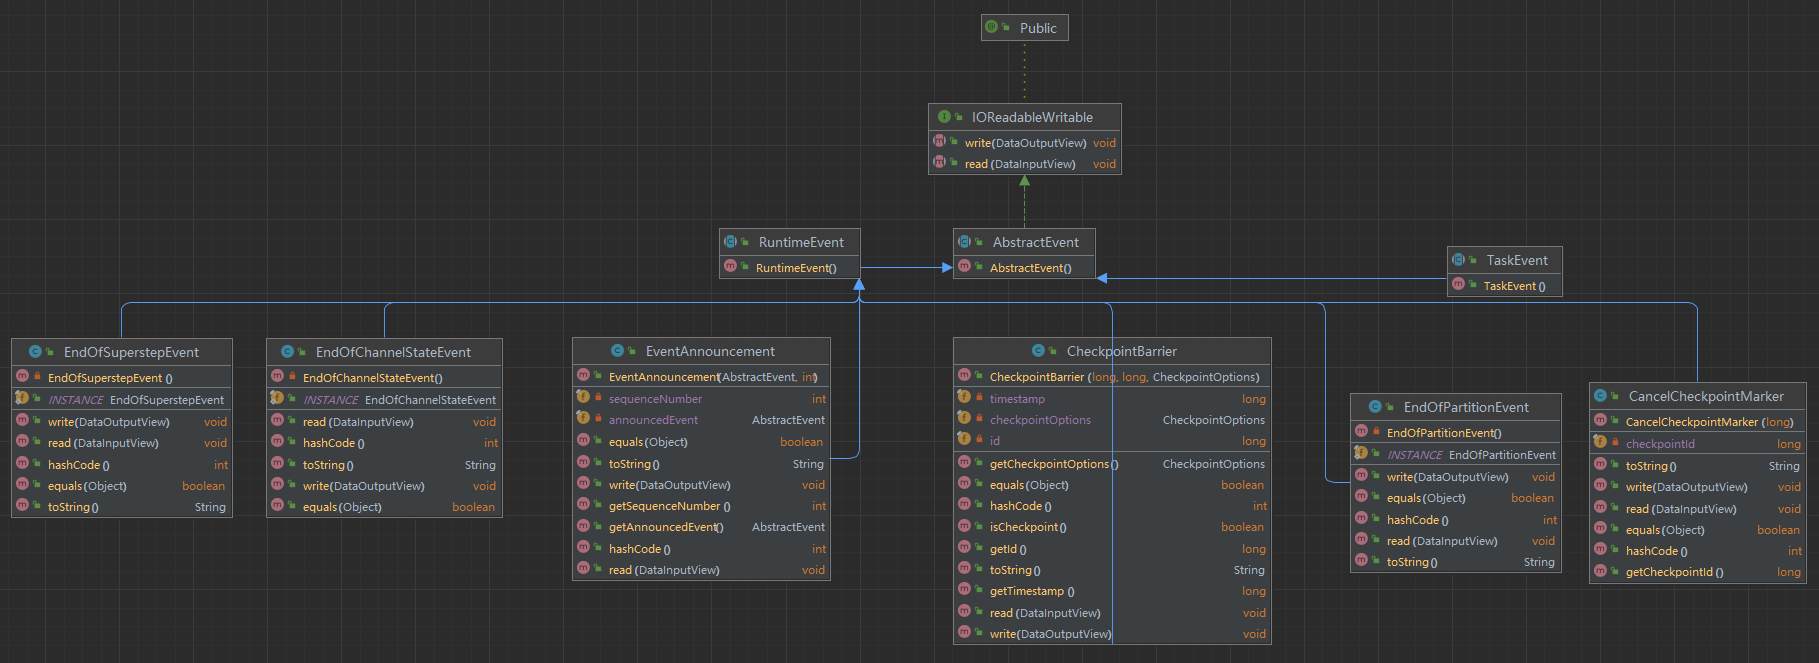 Public
IOReadableWritable
write(DataOutputView) void
read (DataInputView) void
RuntimeEvent
RuntimeEvent()
AbstractEvent
AbstractEvent()
TaskEvent
TaskEvent ()
EndOfSuperstepEvent
EndOfSuperstepEvent ()
INSTANCE EndOfSuperstepEvent
write(DataOutputView) void
read (DataInputView) void
hashCode () int
equals(Object) boolean
toString() String
EndOfChannelStateEvent
EndOfChannelStateEvent()
INSTANCE EndOfChannelStateEvent
read (DataInputView) void
hashCode () int
toString() String
write(DataOutputView) void
equals(Object) boolean
EventAnnouncement
EventAnnouncement(AbstractEvent, int)
sequenceNumber int
announcedEvent AbstractEvent
equals(Object) boolean
toString() String
write(DataOutputView) void
getSequenceNumber () int
getAnnouncedEvent() AbstractEvent
hashCode () int
read (DataInputView) void
CheckpointBarrier
CheckpointBarrier (long, long, CheckpointOptions)
timestamp long
checkpointOptions CheckpointOptions
id long
getCheckpointOptions() CheckpointOptions
equals(Object) boolean
hashCode () int
isCheckpoint() boolean
getId () long
toString() String
getTimestamp () long
read (DataInputView) void
write(DataOutputView) void
EndOfPartitionEvent
EndOfPartitionEvent()
INSTANCE EndOfPartitionEvent
write(DataOutputView) void
equals(Object) boolean
hashCode () int
read (DataInputView) void
toString() String
CancelCheckpointMarker
CancelCheckpointMarker (long)
checkpointId long
toString() String
write(DataOutputView) void
read (DataInputView) void
equals(Object) boolean
hashCode () int
getCheckpointId () long